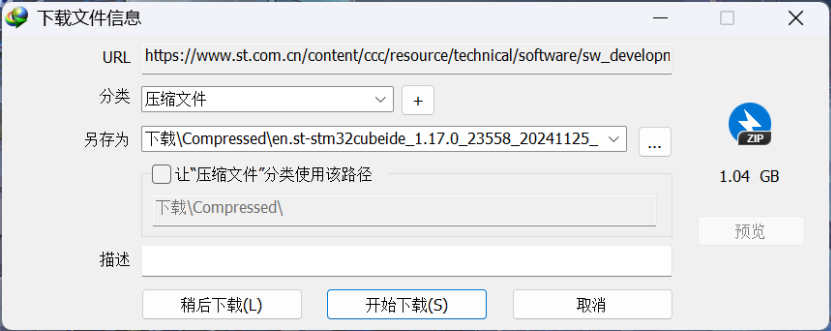 下载文件信息
URL https://www.st.com.cn/content/ccc/resource/technical/software/sw_developn
分类 压缩文件 +
另存为 下载\Compressed\en.st-stm32cubeide_1.17.0_23558_20241125_ ...
ZIP
让“压缩文件”分类使用该路径
1.04 GB
下载\Compressed\
预览
描述
稍后下载(L) 开始下载(S) 取消